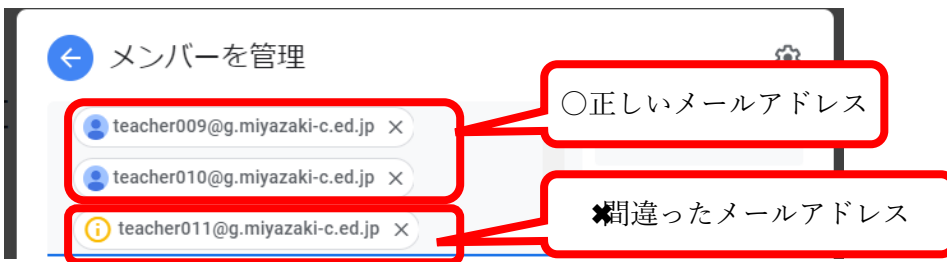 メンバーを管理
〇正しいメールアドレス
teacher009@g.miyazaki-c.ed.jp ×
teacher010@g.miyazaki-c.ed.jp ×
✖間違ったメールアドレス
teacher011@g.miyazaki-c.ed.jp ×